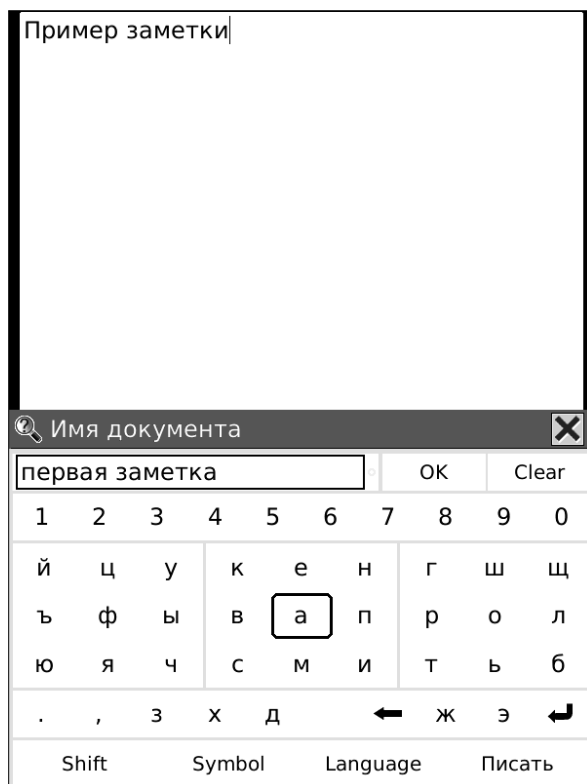 Пример заметки
Имя документа
первая заметка OK Clear
1 2 3 4 5 6 7 8 9 0
й ц у к е н г ш щ
ъ ф ы в а п р о л
ю я ч с м и т ь б
. , з х д ж э
Shift Symbol Language Писать